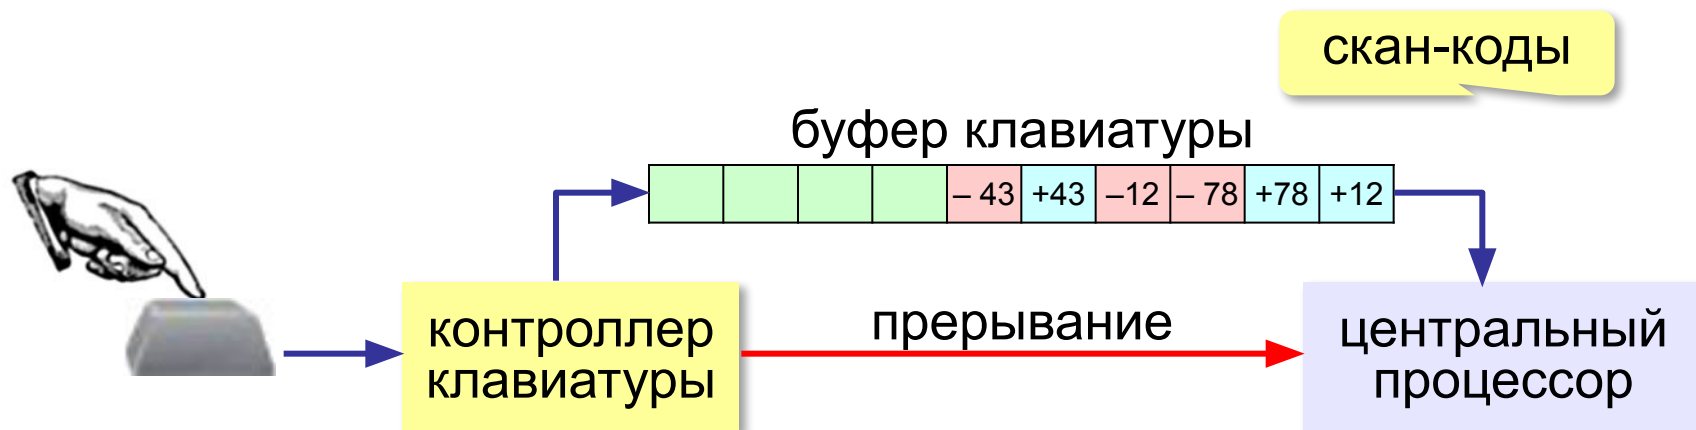 скан-коды
буфер клавиатуры
– 43 +43 –12 – 78 +78 +12
контроллер
клавиатуры
прерывание
центральный
процессор